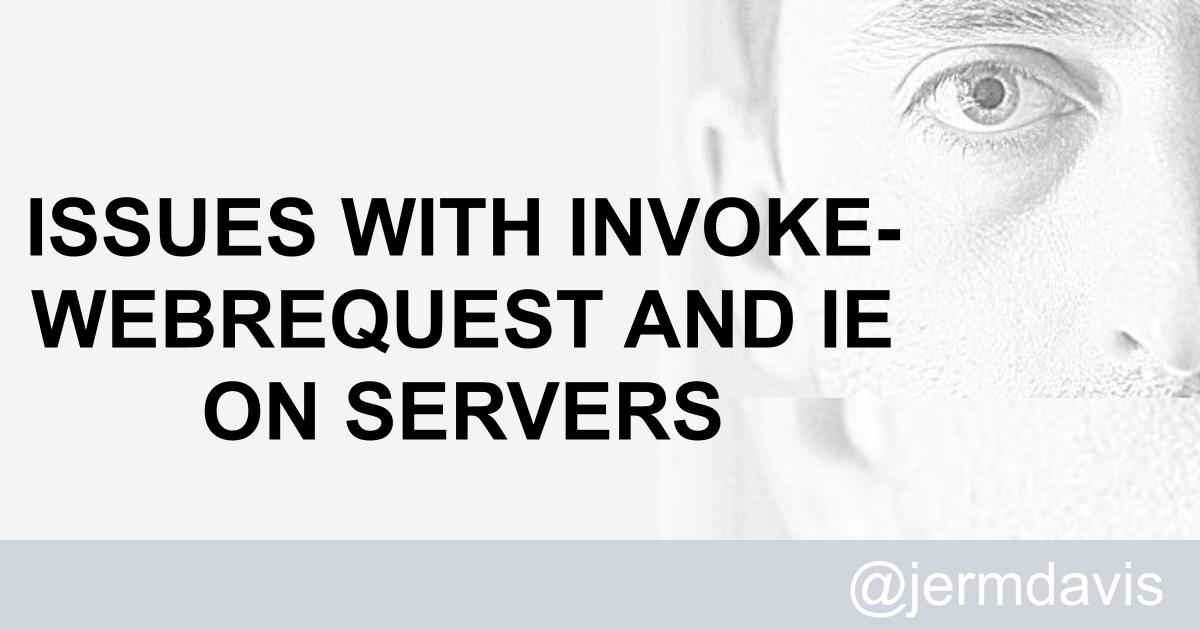 ISSUES WITH INVOKE-
WEBREQUEST AND IE
ON SERVERS
@jermdavis